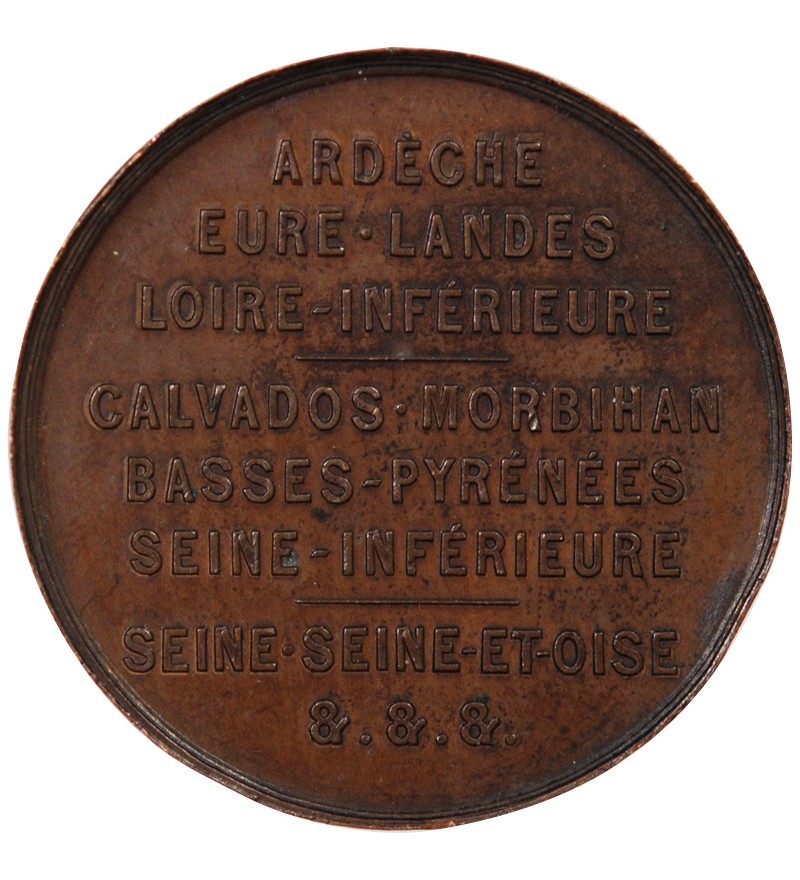 ARDÈCHE
EURE · LANDES
LOIRE-INFÉRIEURE
CALVADOS · MORBIHAN
BASSES-PYRÉNÉES
SEINE-INFÉRIEURE
SEINE · SEINE-ET-OISE
&.&.&.